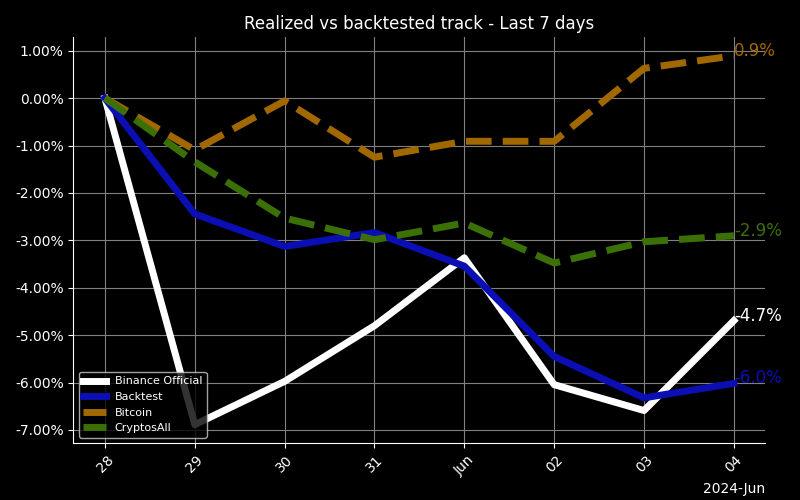 Realized vs backtested track - Last 7 days
1.00%
0.00%
-1.00%
-2.00%
-3.00%
-4.00%
-5.00%
-6.00%
-7.00%
0.9%
-2.9%
-4.7%
-6.0%
Binance Official
Backtest
Bitcoin
CryptosAll
28
29
30
31
Jun
02
03
04
2024-Jun